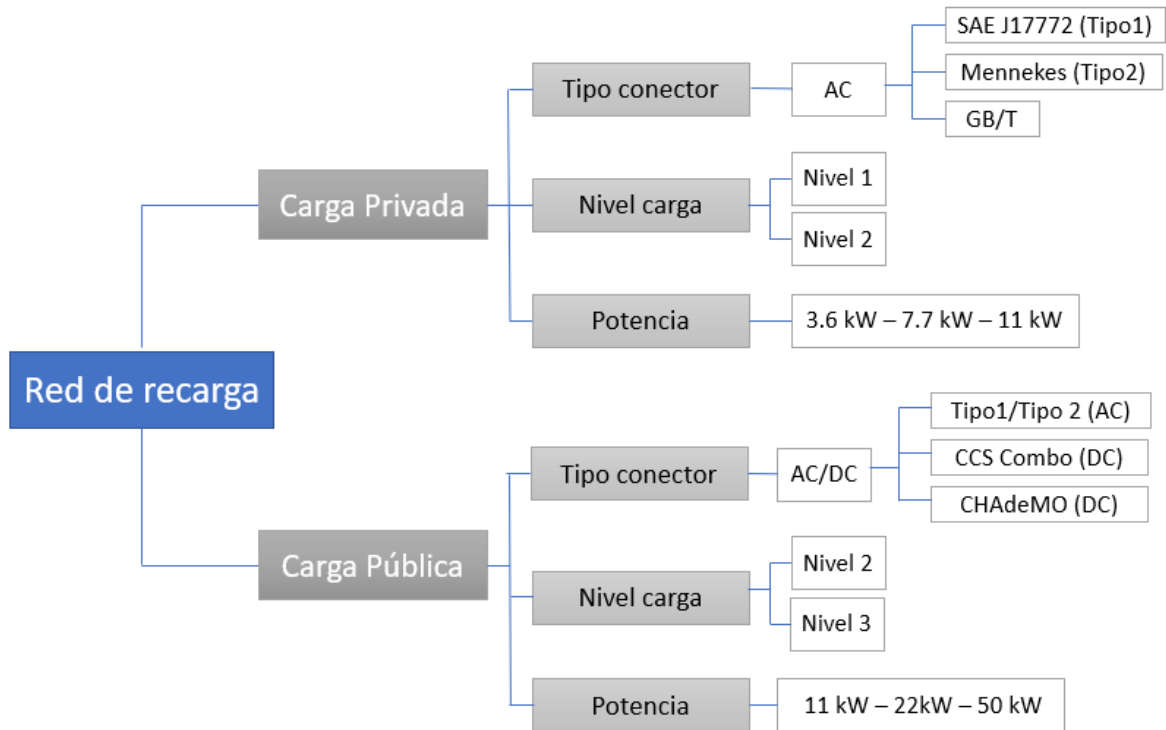 Red de recarga
Carga Privada
Tipo conector
AC
SAE J17772 (Tipo1)
Mennekes (Tipo2)
GB/T
Nivel carga
Nivel 1
Nivel 2
Potencia
3.6 kW – 7.7 kW – 11 kW
Carga Pública
Tipo conector
AC/DC
Tipo1/Tipo 2 (AC)
CCS Combo (DC)
CHAdeMO (DC)
Nivel carga
Nivel 2
Nivel 3
Potencia
11 kW – 22kW – 50 kW